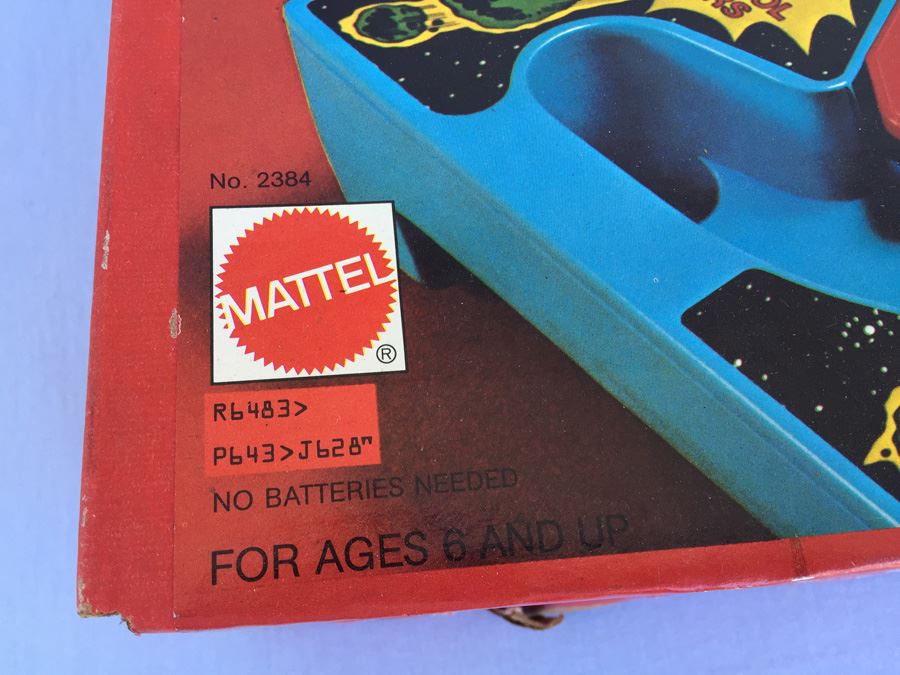 No. 2384
MATTEL
®
R6483>
P643>J628"
NO BATTERIES NEEDED
FOR AGES 6 AND UP